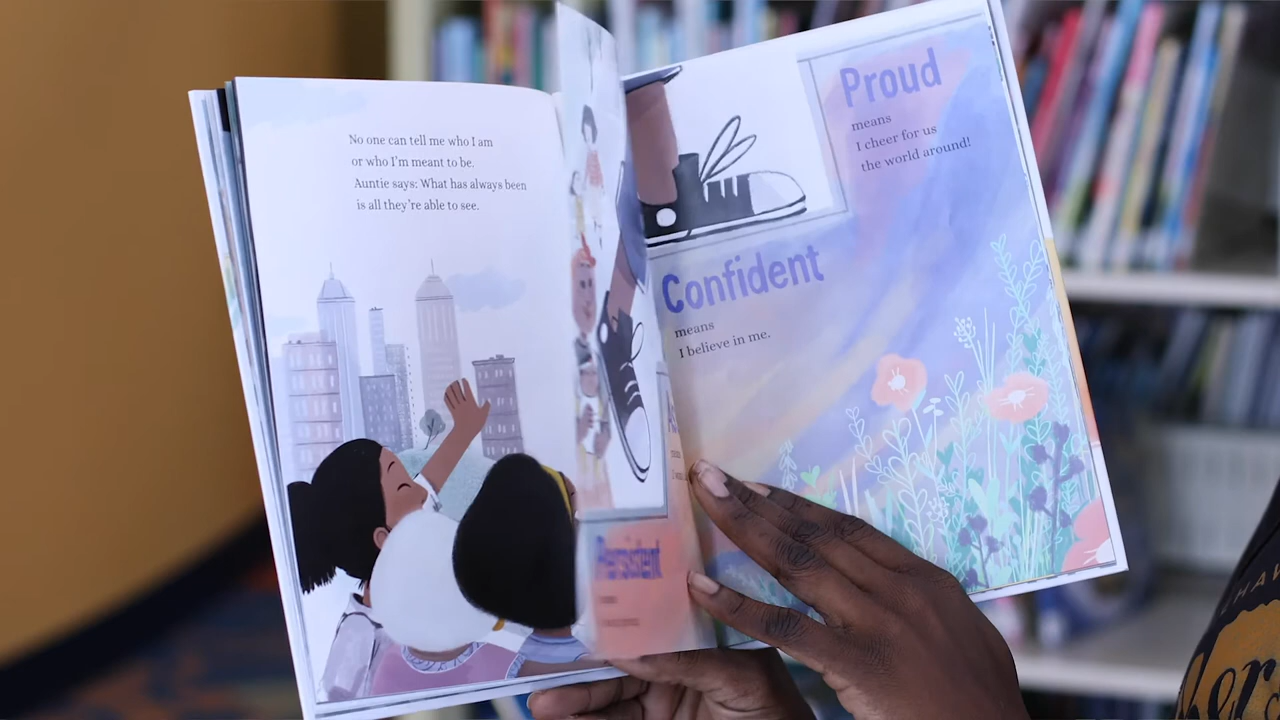 No one can tell me who I am
or who I'm meant to be.
Auntie says: What has always been
is all they're able to see.
Proud
means
I cheer for us
the world around!
Confident
means
I believe in me.